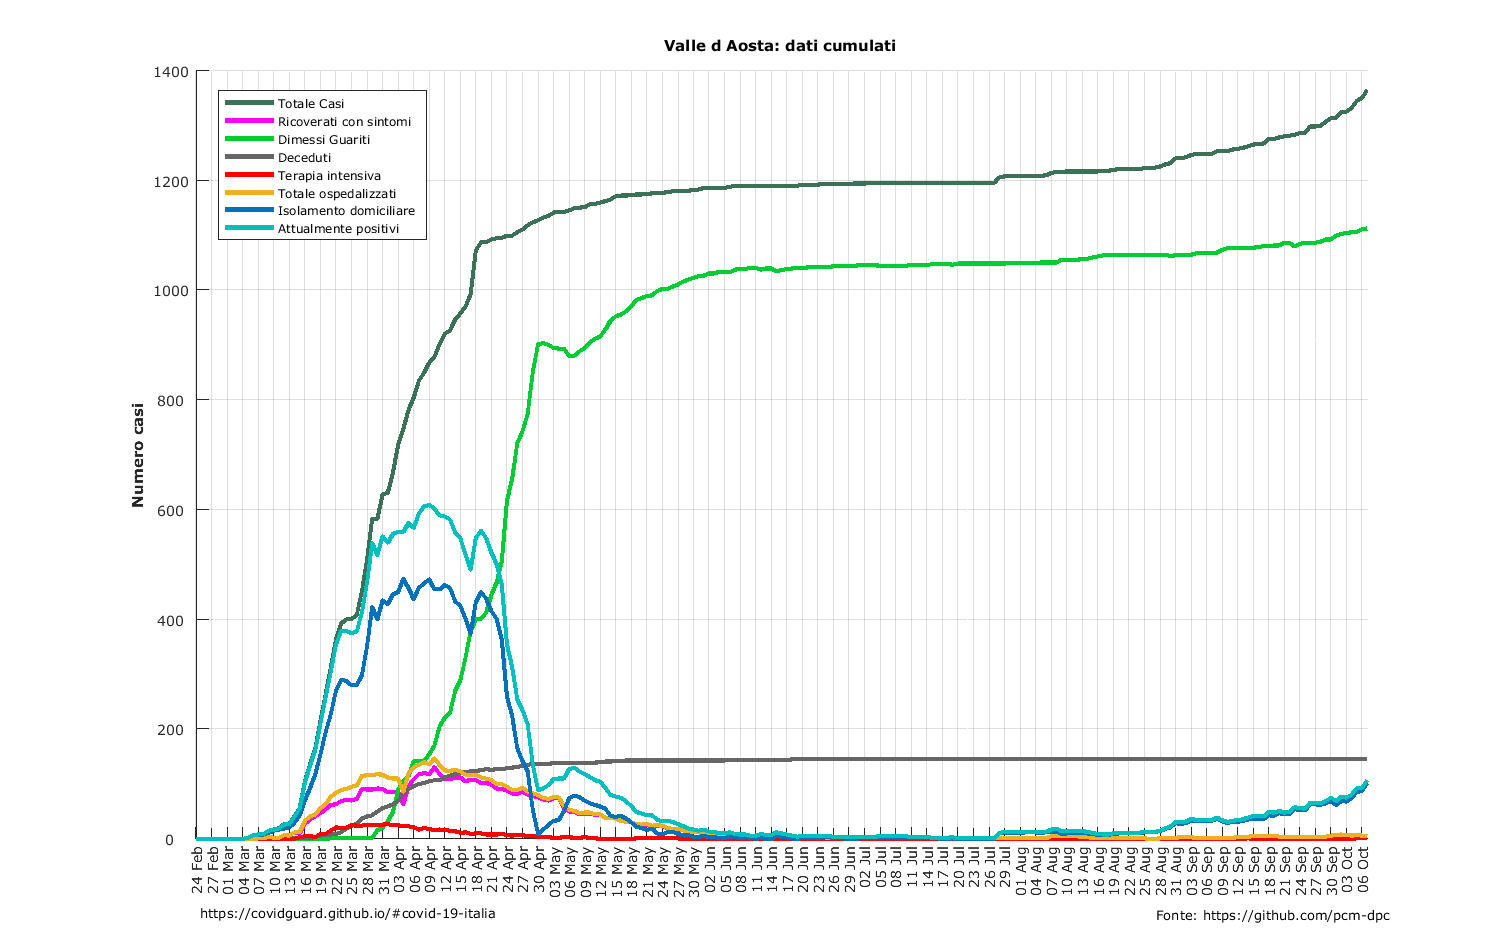 Valle d Aosta: dati cumulati
1400
1200
1000
800
600
400
200
0
Numero casi
Totale Casi
Ricoverati con sintomi
Dimessi Guariti
Deceduti
Terapia intensiva
Totale ospedalizzati
Isolamento domiciliare
Attualmente positivi
24 Feb
27 Feb
01 Mar
04 Mar
07 Mar
10 Mar
13 Mar
16 Mar
19 Mar
22 Mar
25 Mar
28 Mar
31 Mar
03 Apr
06 Apr
09 Apr
12 Apr
15 Apr
18 Apr
21 Apr
24 Apr
27 Apr
30 Apr
03 May
06 May
09 May
12 May
15 May
18 May
21 May
24 May
27 May
30 May
02 Jun
05 Jun
08 Jun
11 Jun
14 Jun
17 Jun
20 Jun
23 Jun
26 Jun
29 Jun
02 Jul
05 Jul
08 Jul
11 Jul
14 Jul
17 Jul
20 Jul
23 Jul
26 Jul
29 Jul
01 Aug
04 Aug
07 Aug
10 Aug
13 Aug
16 Aug
19 Aug
22 Aug
25 Aug
28 Aug
31 Aug
03 Sep
06 Sep
09 Sep
12 Sep
15 Sep
18 Sep
21 Sep
24 Sep
27 Sep
30 Sep
03 Oct
06 Oct
https://covidguard.github.io/#covid-19-italia
Fonte: https://github.com/pcm-dpc